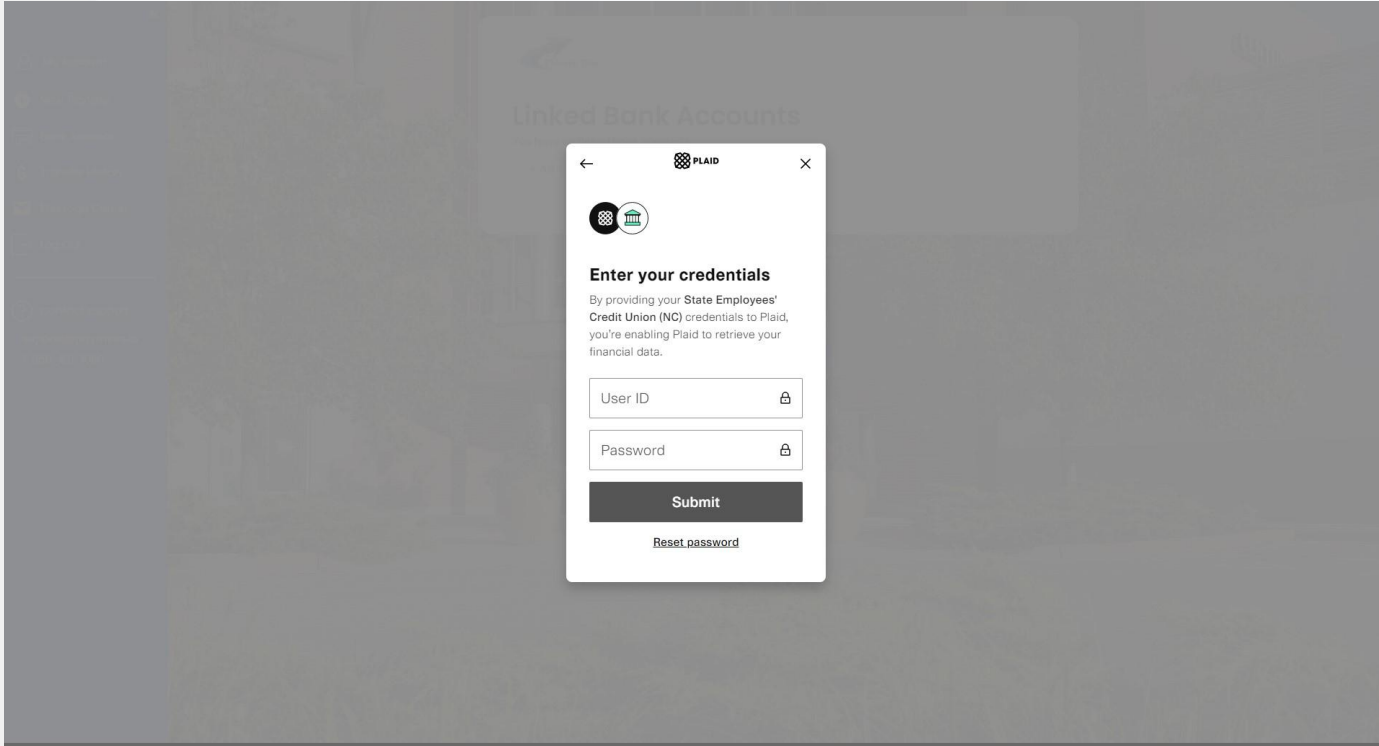 Linked Bank Accounts
PLAID
Enter your credentials
By providing your State Employees'
Credit Union (NC) credentials to Plaid,
you're enabling Plaid to retrieve your
financial data.
User ID
Password
Submit
Reset password